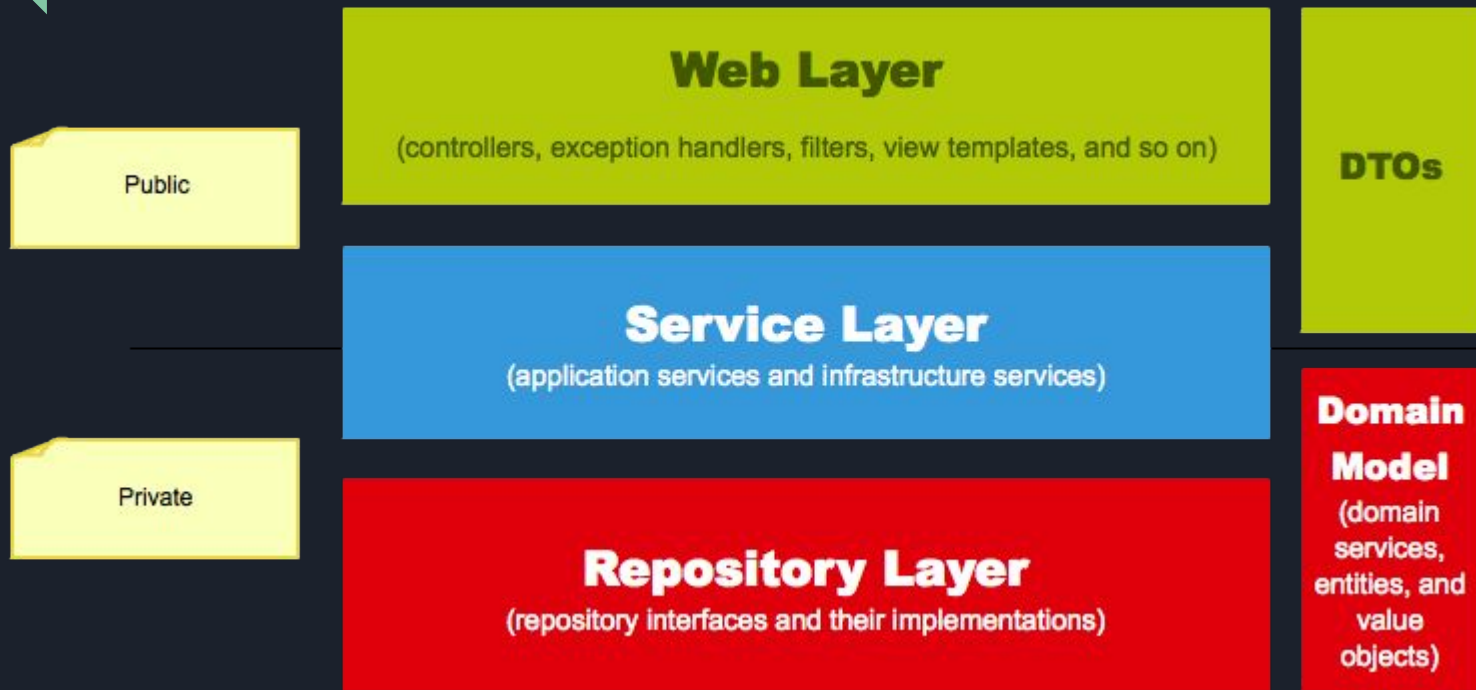 Web Layer
(controllers, exception handlers, filters, view templates, and so on)
DTOs
Public
Service Layer
(application services and infrastructure services)
Private
Domain
Model
(domain
services,
entities, and
value
objects)
Repository Layer
(repository interfaces and their implementations)